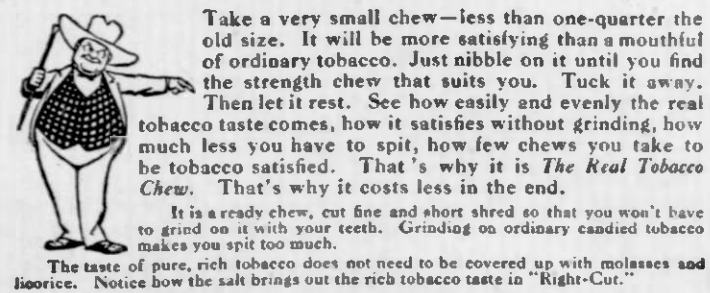 Take a very small chew—less than one-quarter the
old size. It will be more satisfying than a mouthful
of ordinary tobacco. Just nibble on it until you find
the strength chew that suits you. Tuck it away.
Then let it rest. See how easily and evenly the real
tobacco taste comes, how it satisfies without grinding, how
much less you have to spit, how few chews you take to
be tobacco satisfied. That's why it is The Real Tobacco
Chew. That's why it costs less in the end.
It is a ready chew, cut fine and short shred so that you won't have
to grind on it with your teeth. Grinding on ordinary candied tobacco
makes you spit too much.
The taste of pure, rich tobacco does not need to be covered up with molasses and
licorice. Notice how the salt brings out the rich tobacco taste in "Right-Cut."